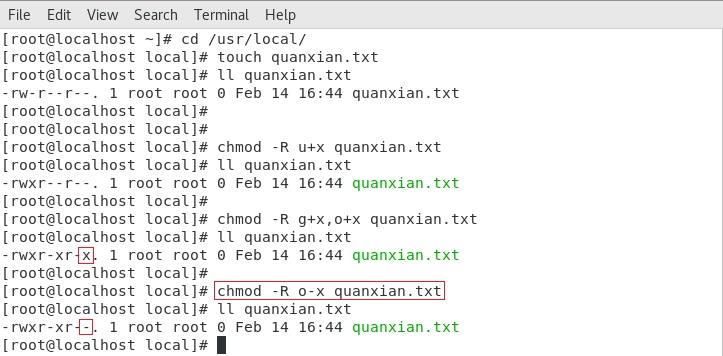 File Edit View Search Terminal Help
[root@localhost ~]# cd /usr/local/
[root@localhost local]# touch quanxian.txt
[root@localhost local]# ll quanxian.txt
-rw-r--r--. 1 root root 0 Feb 14 16:44 quanxian.txt
[root@localhost local]#
[root@localhost local]#
[root@localhost local]# chmod -R u+x quanxian.txt
[root@localhost local]# ll quanxian.txt
-rwxr--r--. 1 root root 0 Feb 14 16:44 quanxian.txt
[root@localhost local]#
[root@localhost local]# chmod -R g+x,o+x quanxian.txt
[root@localhost local]# ll quanxian.txt
-rwxr-xr-x. 1 root root 0 Feb 14 16:44 quanxian.txt
[root@localhost local]#
[root@localhost local]# chmod -R o-x quanxian.txt
[root@localhost local]# ll quanxian.txt
-rwxr-xr--. 1 root root 0 Feb 14 16:44 quanxian.txt
[root@localhost local]#